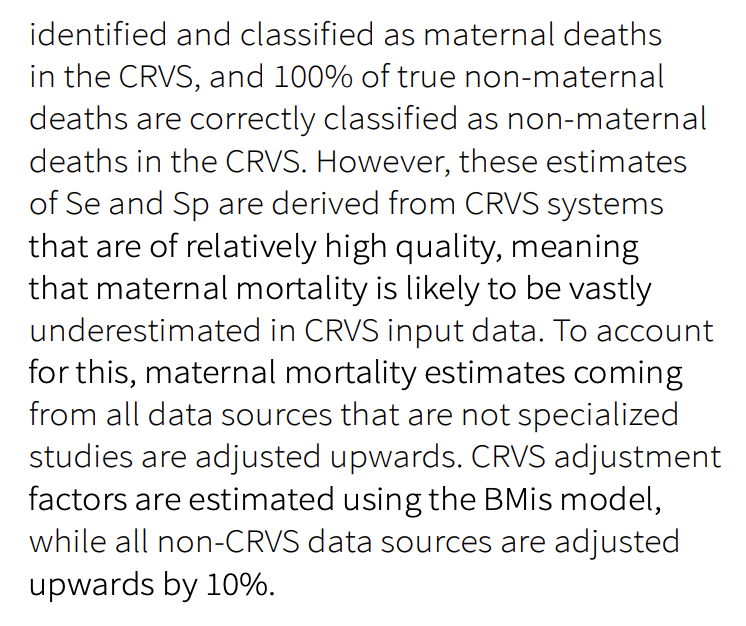 identified and classified as maternal deaths
in the CRVS, and 100% of true non-maternal
deaths are correctly classified as non-maternal
deaths in the CRVS. However, these estimates
of Se and Sp are derived from CRVS systems
that are of relatively high quality, meaning
that maternal mortality is likely to be vastly
underestimated in CRVS input data. To account
for this, maternal mortality estimates coming
from all data sources that are not specialized
studies are adjusted upwards. CRVS adjustment
factors are estimated using the BMis model,
while all non-CRVS data sources are adjusted
upwards by 10%.